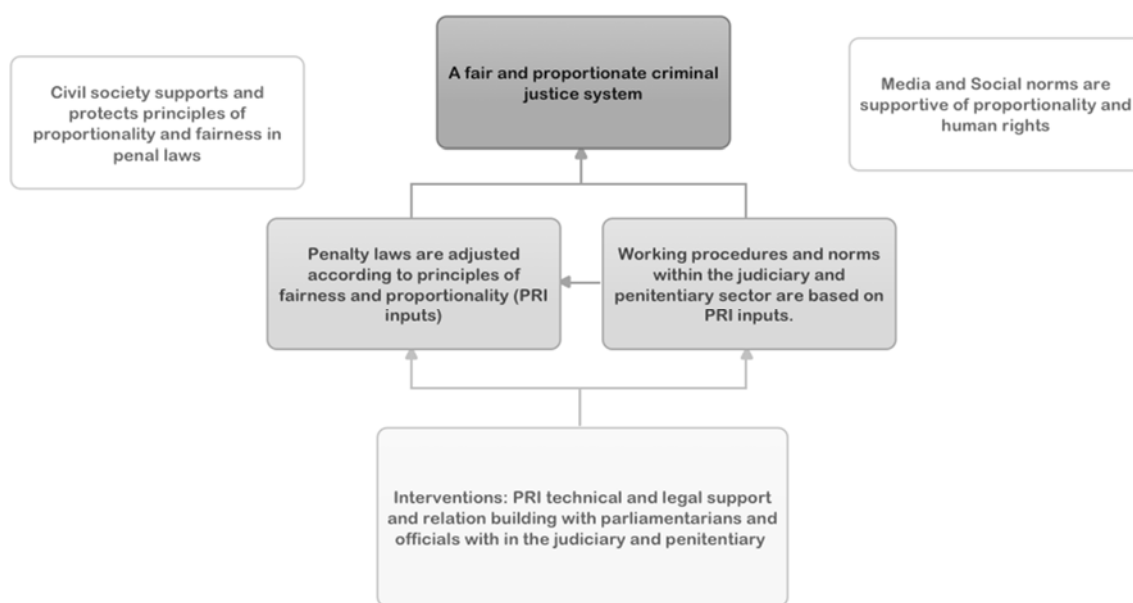 A fair and proportionate criminal
justice system
Civil society supports and
protects principles of
proportionality and fairness in
penal laws
Media and Social norms are
supportive of proportionality and
human rights
Penalty laws are adjusted
according to principles of
fairness and proportionality (PRI
inputs)
Working procedures and norms
within the judiciary and
penitentiary sector are based on
PRI inputs.
Interventions: PRI technical and legal support
and relation building with parliamentarians and
officials with in the judiciary and penitentiary